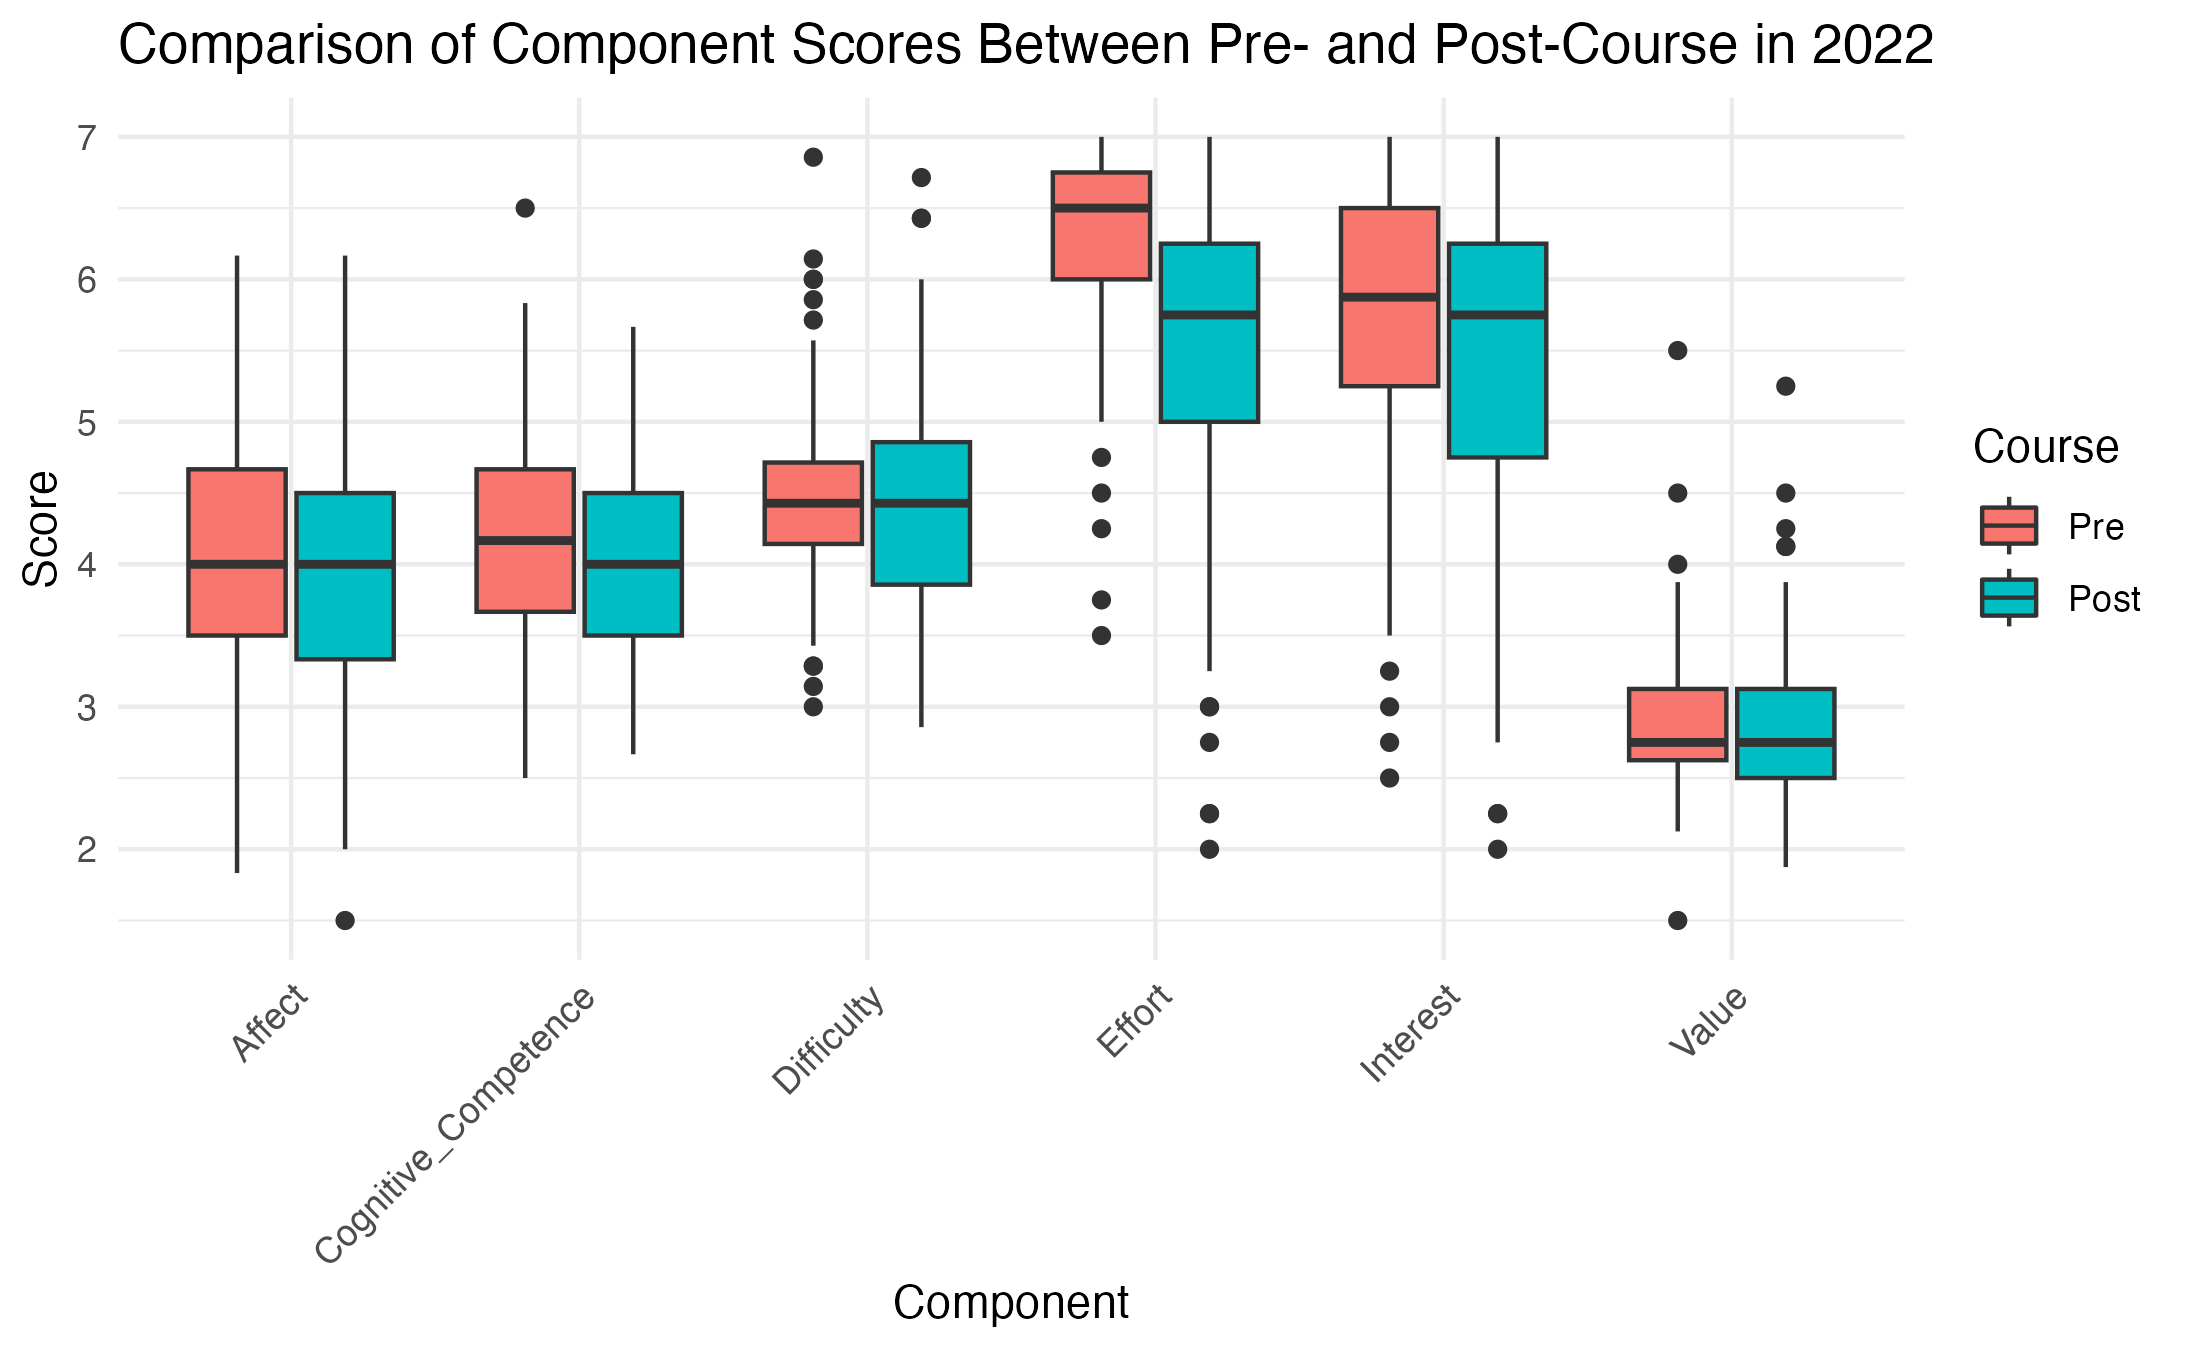 Comparison of Component Scores Between Pre- and Post-Course in 2022
7
6
5
4
3
2
Score
Affect
Cognitive_Competence
Difficulty
Effort
Interest
Value
Component
Course
Pre
Post